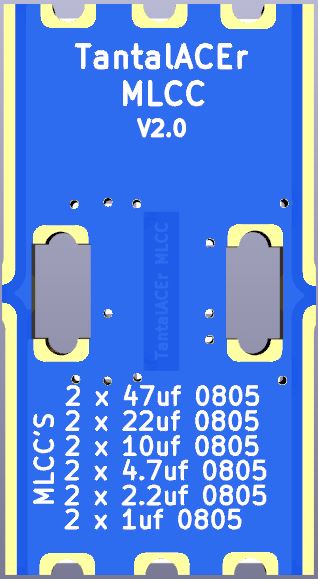 TantalACEr
MLCC
V2.0
TantalACEr MLCC
MLCC'S
2 x 47uf 0805
2 x 22uf 0805
2 x 10uf 0805
2 x 4.7uf 0805
2 x 2.2uf 0805
2 x 1uf 0805